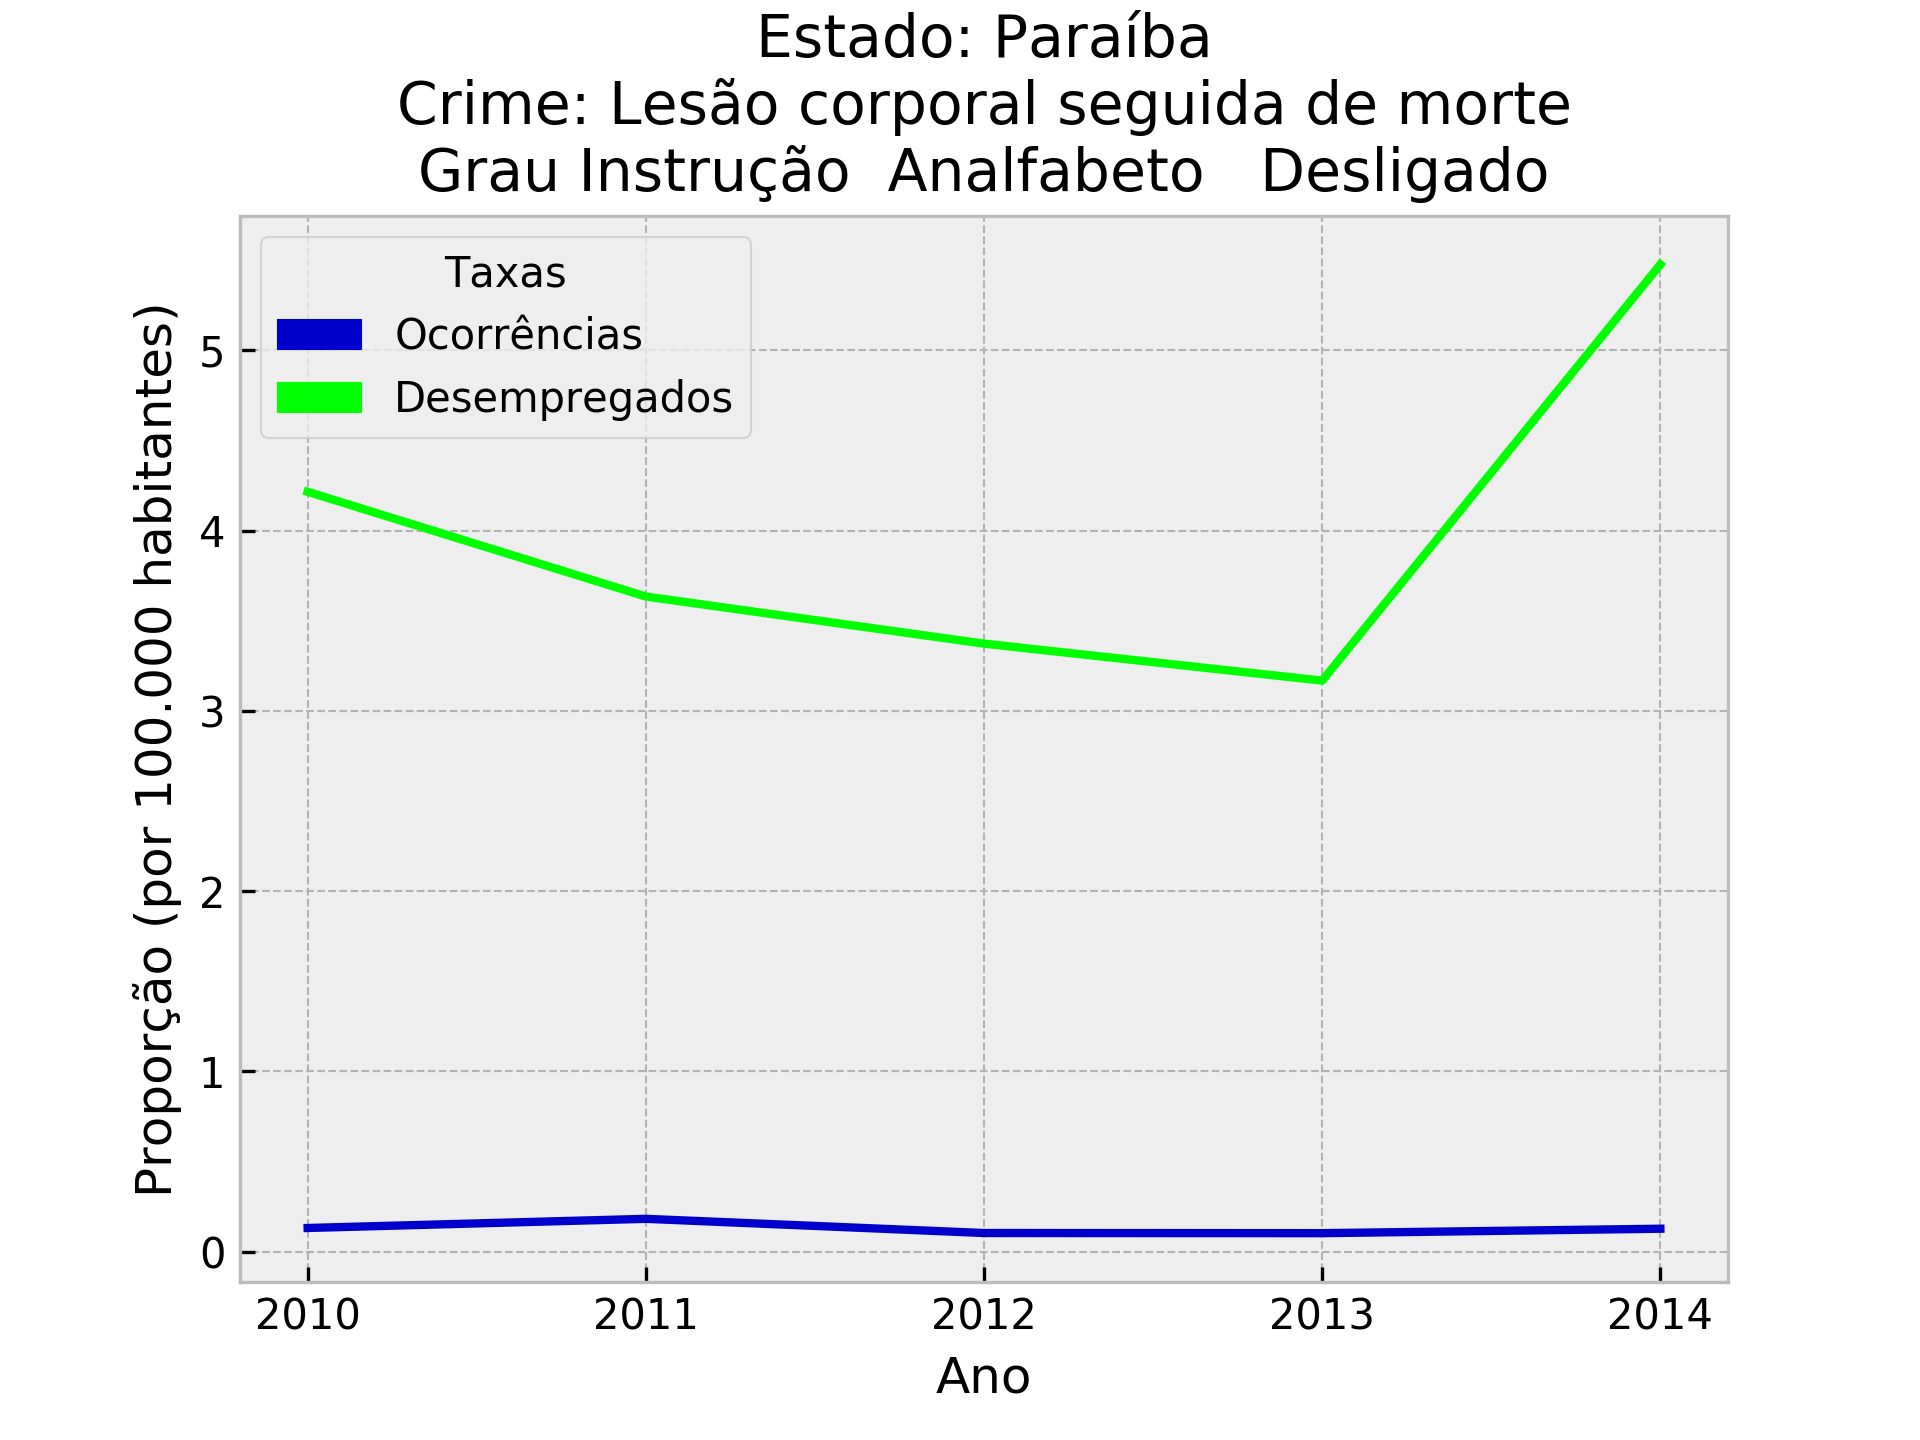 Estado: Paraíba
Crime: Lesão corporal seguida de morte
Grau Instrução  Analfabeto   Desligado
Taxas
Ocorrências
Desempregados
Proporção (por 100.000 habitantes)
5
4
3
2
1
0
2010 2011 2012 2013 2014
Ano